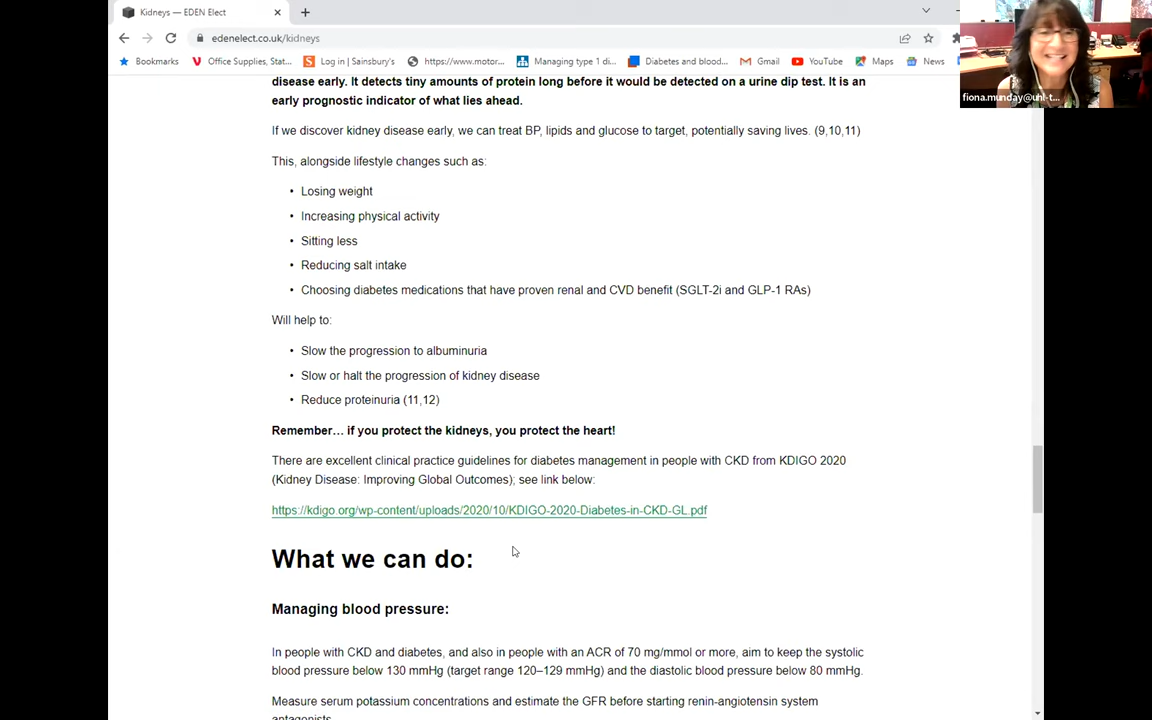 Kidneys — EDEN Elect
edenelect.co.uk/kidneys
Bookmarks
Office Supplies, Stat...
Log in | Sainsbury's
https://www.motor...
Managing type 1 di...
Diabetes and blood...
Gmail
YouTube
Maps
News
fiona.munday@uhl-t...
disease early. It detects tiny amounts of protein long before it would be detected on a urine dip test. It is an
early prognostic indicator of what lies ahead.
If we discover kidney disease early, we can treat BP, lipids and glucose to target, potentially saving lives. (9,10,11)
This, alongside lifestyle changes such as:
• Losing weight
• Increasing physical activity
• Sitting less
• Reducing salt intake
• Choosing diabetes medications that have proven renal and CVD benefit (SGLT-2i and GLP-1 RAs)
Will help to:
• Slow the progression to albuminuria
• Slow or halt the progression of kidney disease
• Reduce proteinuria (11,12)
Remember… if you protect the kidneys, you protect the heart!
There are excellent clinical practice guidelines for diabetes management in people with CKD from KDIGO 2020
(Kidney Disease: Improving Global Outcomes); see link below:
https://kdigo.org/wp-content/uploads/2020/10/KDIGO-2020-Diabetes-in-CKD-GL.pdf
What we can do:
Managing blood pressure:
In people with CKD and diabetes, and also in people with an ACR of 70 mg/mmol or more, aim to keep the systolic
blood pressure below 130 mmHg (target range 120–129 mmHg) and the diastolic blood pressure below 80 mmHg.
Measure serum potassium concentrations and estimate the GFR before starting renin-angiotensin system
antagonists.